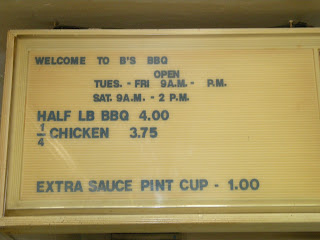 WELCOME TO B'S BBQ
OPEN
TUES. - FRI 9A.M. - P.M.
SAT. 9A.M. - 2 P.M.
HALF LB BBQ 4.00
1/4 CHICKEN 3.75
EXTRA SAUCE PINT CUP - 1.00